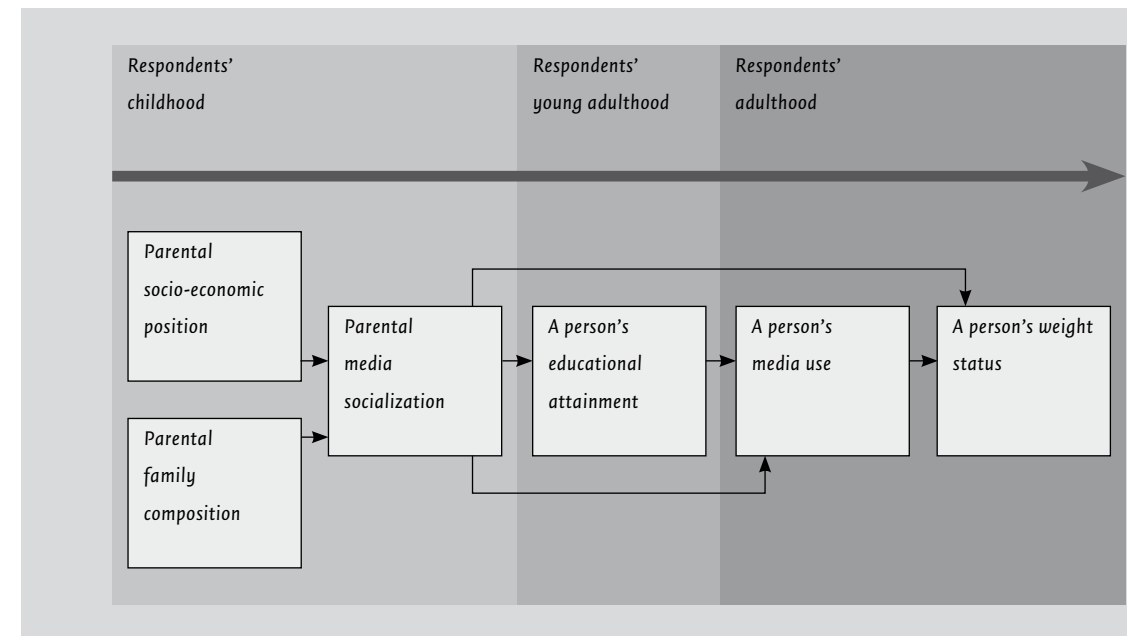 Respondents'
childhood
Respondents'
young adulthood
Respondents'
adulthood
Parental
socio-economic
position
Parental
family
composition
Parental
media
socialization
A person's
educational
attainment
A person's
media use
A person's weight
status